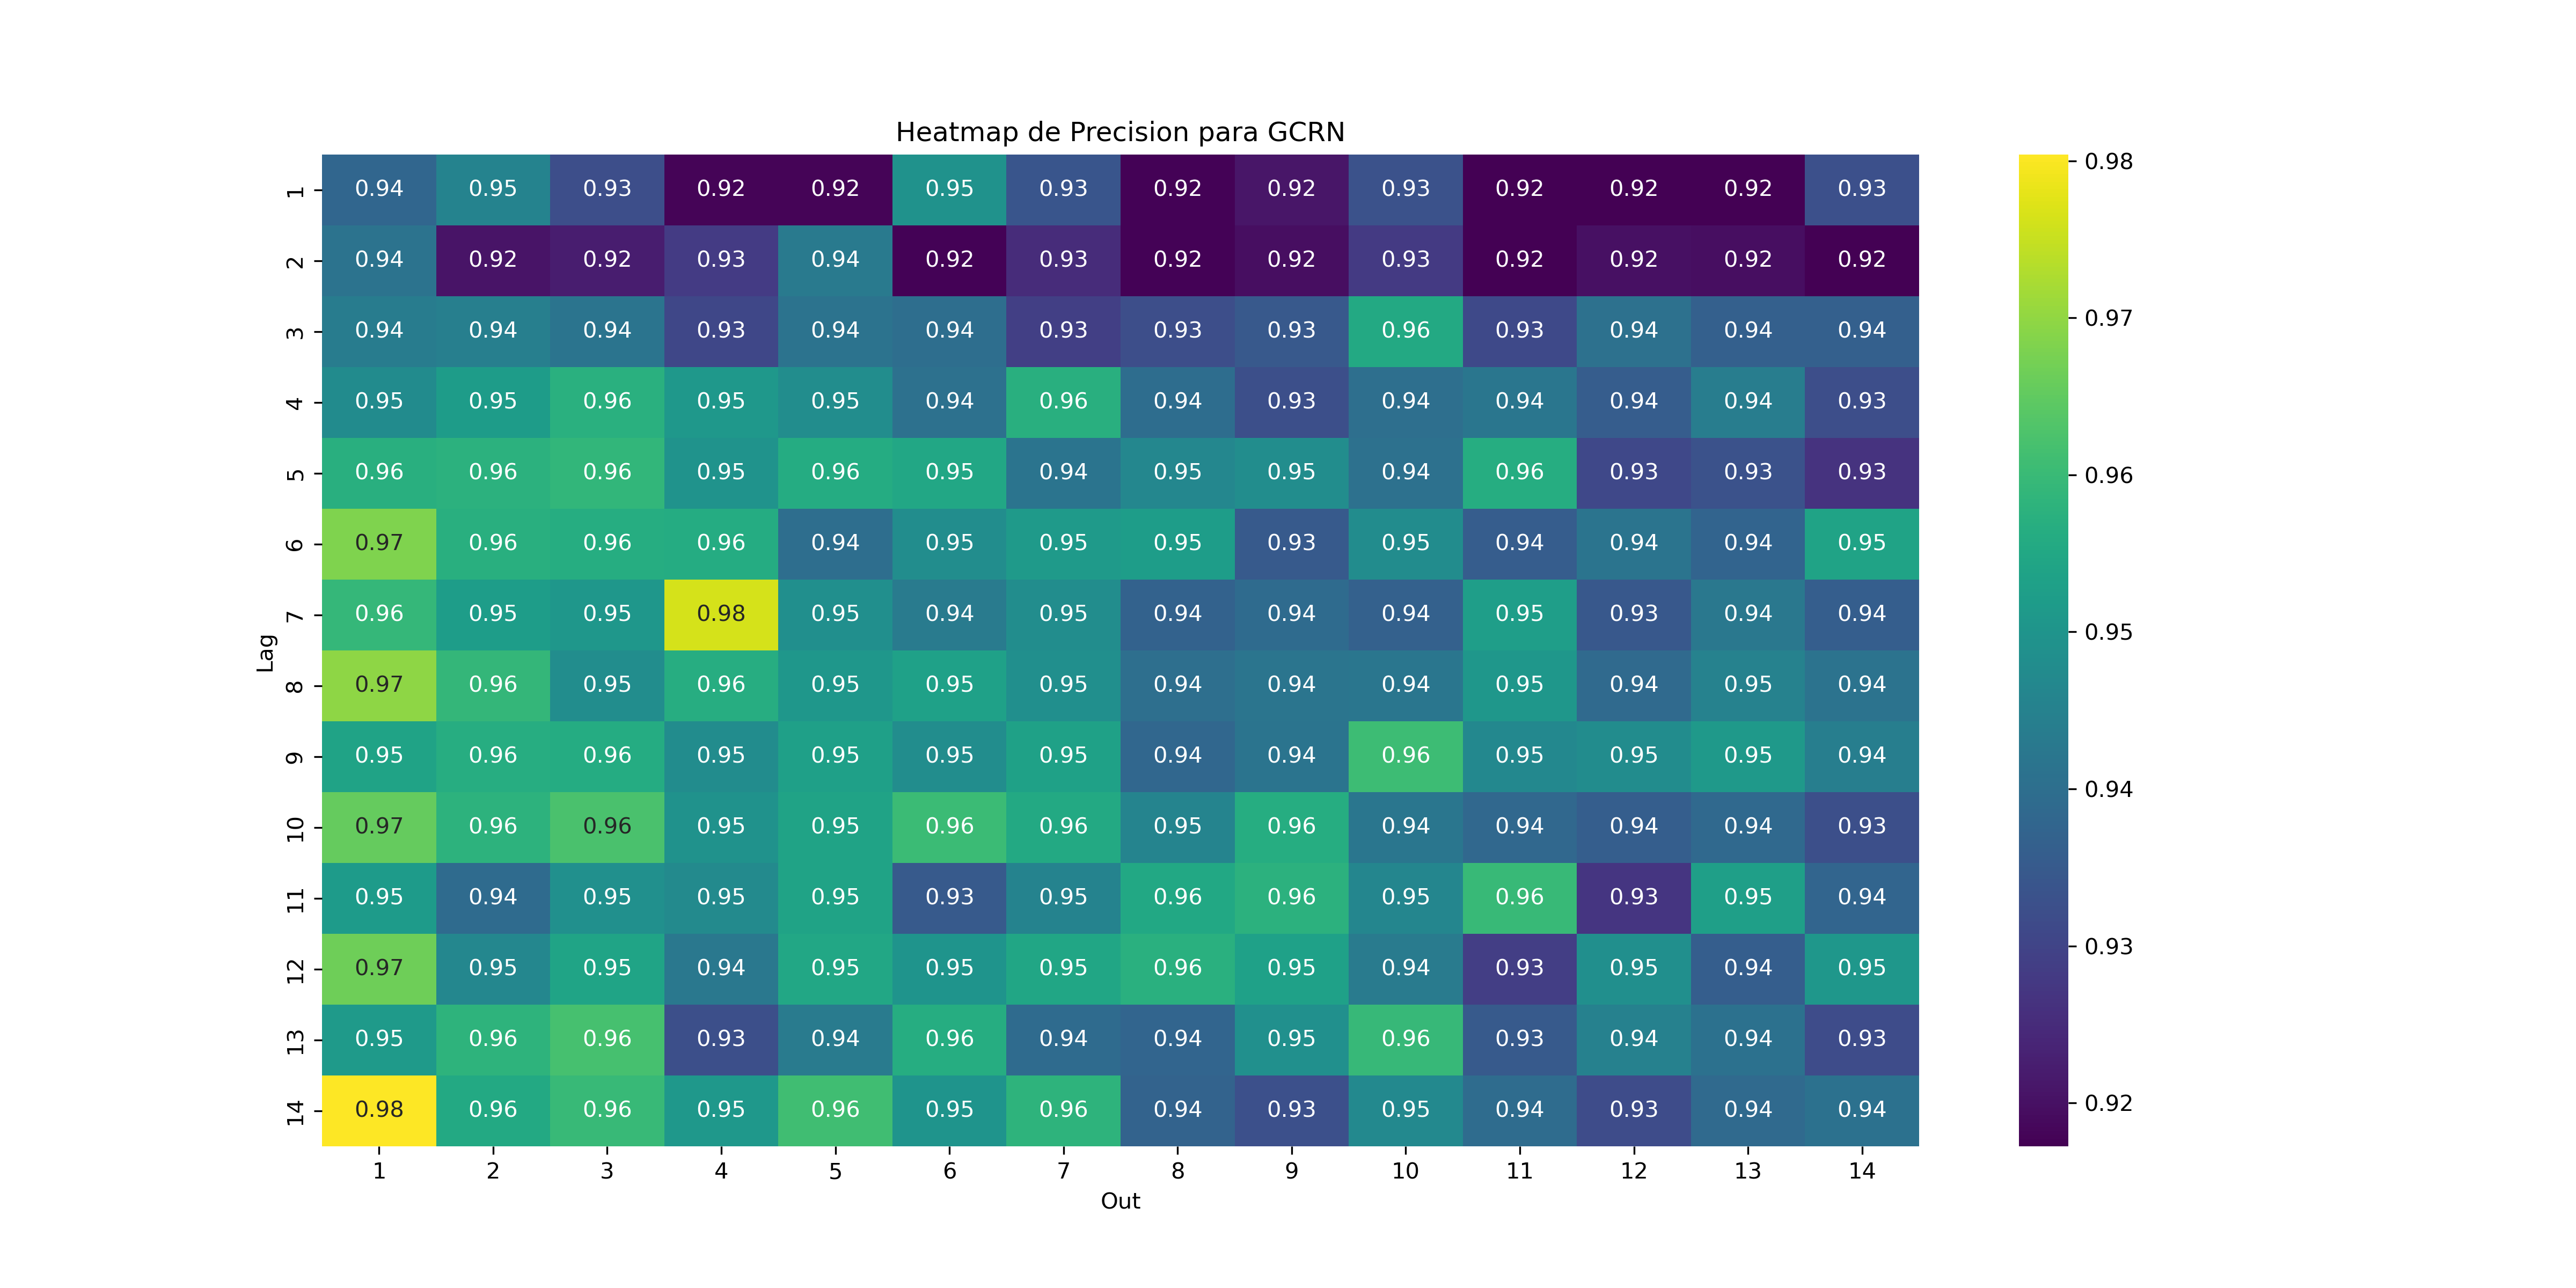 Heatmap de Precision para GCRN
1 0.94 0.95 0.93 0.92 0.92 0.95 0.93 0.92 0.92 0.93 0.92 0.92 0.92 0.93
2 0.94 0.92 0.92 0.93 0.94 0.92 0.93 0.92 0.92 0.93 0.92 0.92 0.92 0.92
3 0.94 0.94 0.94 0.93 0.94 0.94 0.93 0.93 0.93 0.96 0.93 0.94 0.94 0.94
4 0.95 0.95 0.96 0.95 0.95 0.94 0.96 0.94 0.93 0.94 0.94 0.94 0.94 0.93
5 0.96 0.96 0.96 0.95 0.96 0.95 0.94 0.95 0.95 0.94 0.96 0.93 0.93 0.93
6 0.97 0.96 0.96 0.96 0.94 0.95 0.95 0.95 0.93 0.95 0.94 0.94 0.94 0.95
7 0.96 0.95 0.95 0.98 0.95 0.94 0.95 0.94 0.94 0.94 0.95 0.93 0.94 0.94
Lag
8 0.97 0.96 0.95 0.96 0.95 0.95 0.95 0.94 0.94 0.94 0.95 0.94 0.95 0.94
9 0.95 0.96 0.96 0.95 0.95 0.95 0.95 0.94 0.94 0.96 0.95 0.95 0.95 0.94
10 0.97 0.96 0.96 0.95 0.95 0.96 0.96 0.95 0.96 0.94 0.94 0.94 0.94 0.93
11 0.95 0.94 0.95 0.95 0.95 0.93 0.95 0.96 0.96 0.95 0.96 0.93 0.95 0.94
12 0.97 0.95 0.95 0.94 0.95 0.95 0.95 0.96 0.95 0.94 0.93 0.95 0.94 0.95
13 0.95 0.96 0.96 0.93 0.94 0.96 0.94 0.94 0.95 0.96 0.93 0.94 0.94 0.93
14 0.98 0.96 0.96 0.95 0.96 0.95 0.96 0.94 0.93 0.95 0.94 0.93 0.94 0.94
1 2 3 4 5 6 7 8 9 10 11 12 13 14
Out
0.98
0.97
0.96
0.95
0.94
0.93
0.92